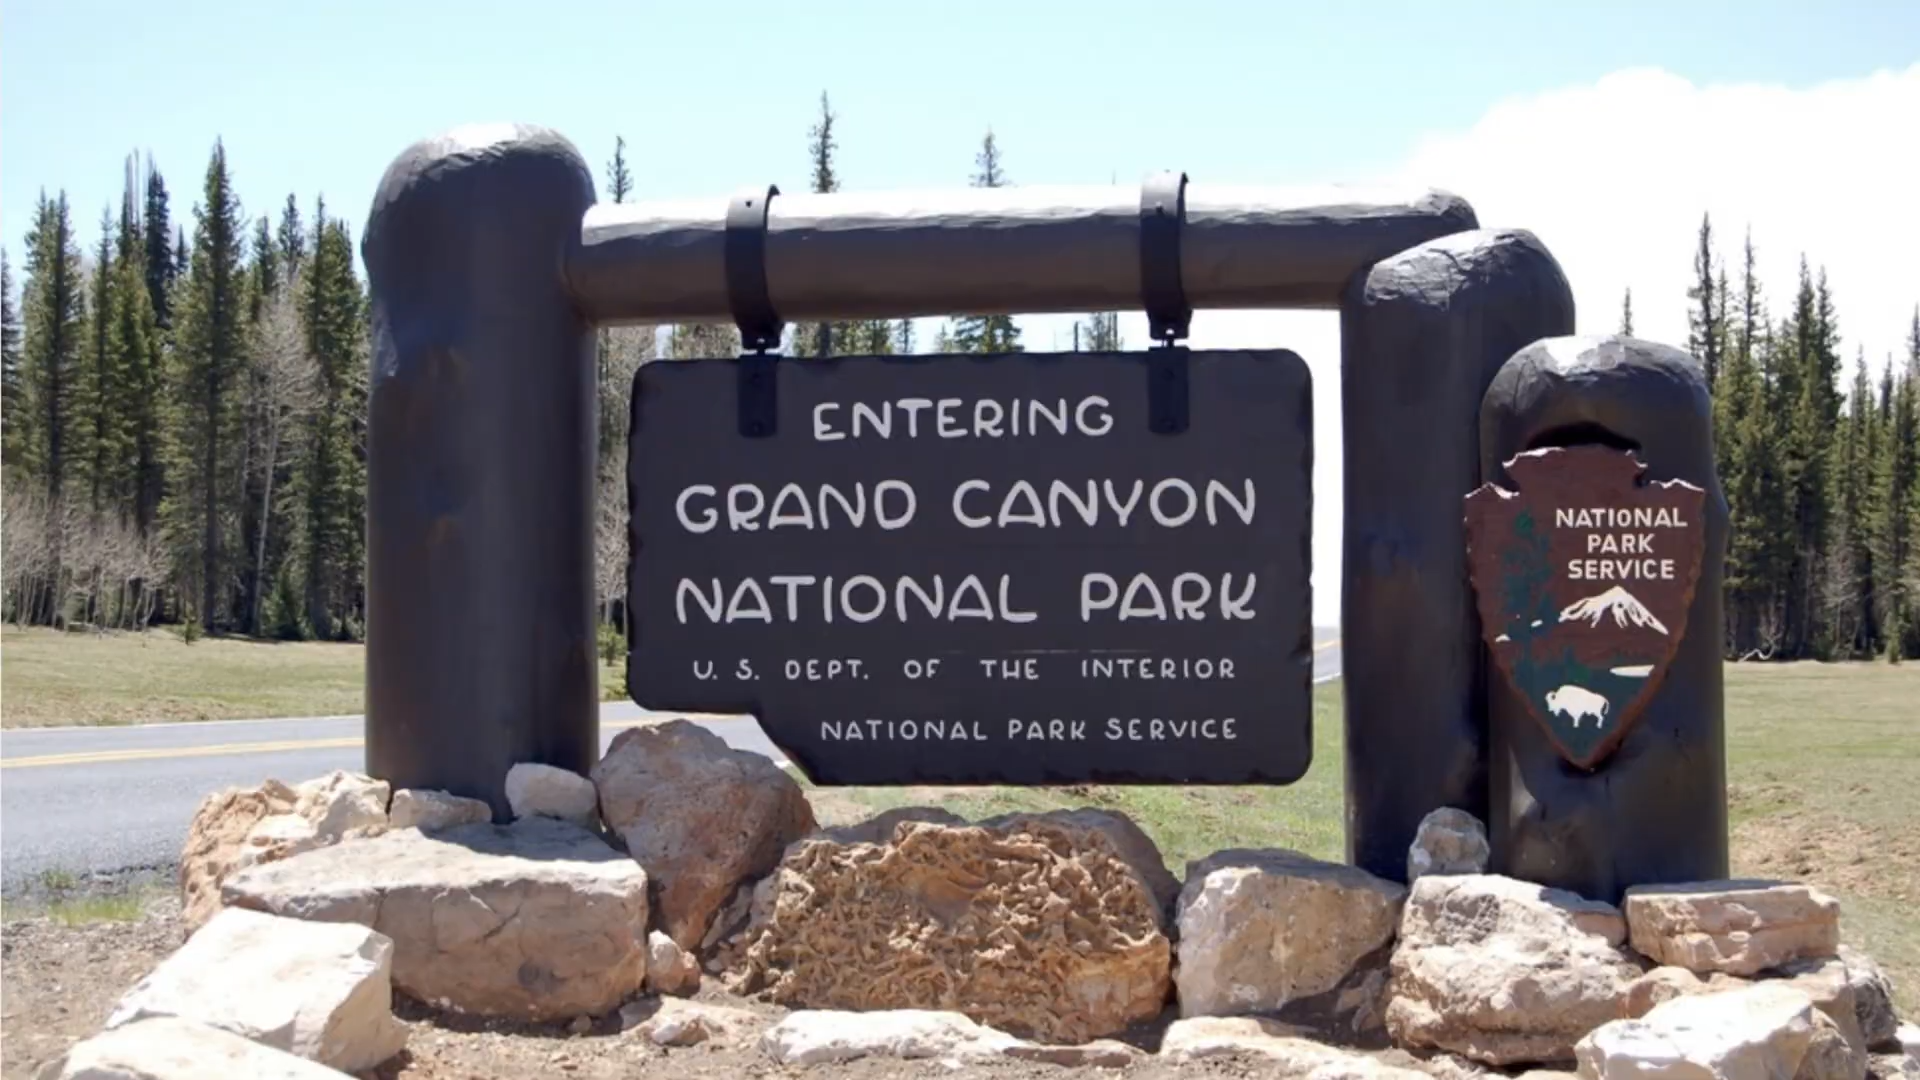 ENTERING
GRAND CANYON
NATIONAL PARK
U. S. DEPT. OF THE INTERIOR
NATIONAL PARK SERVICE
NATIONAL
PARK
SERVICE